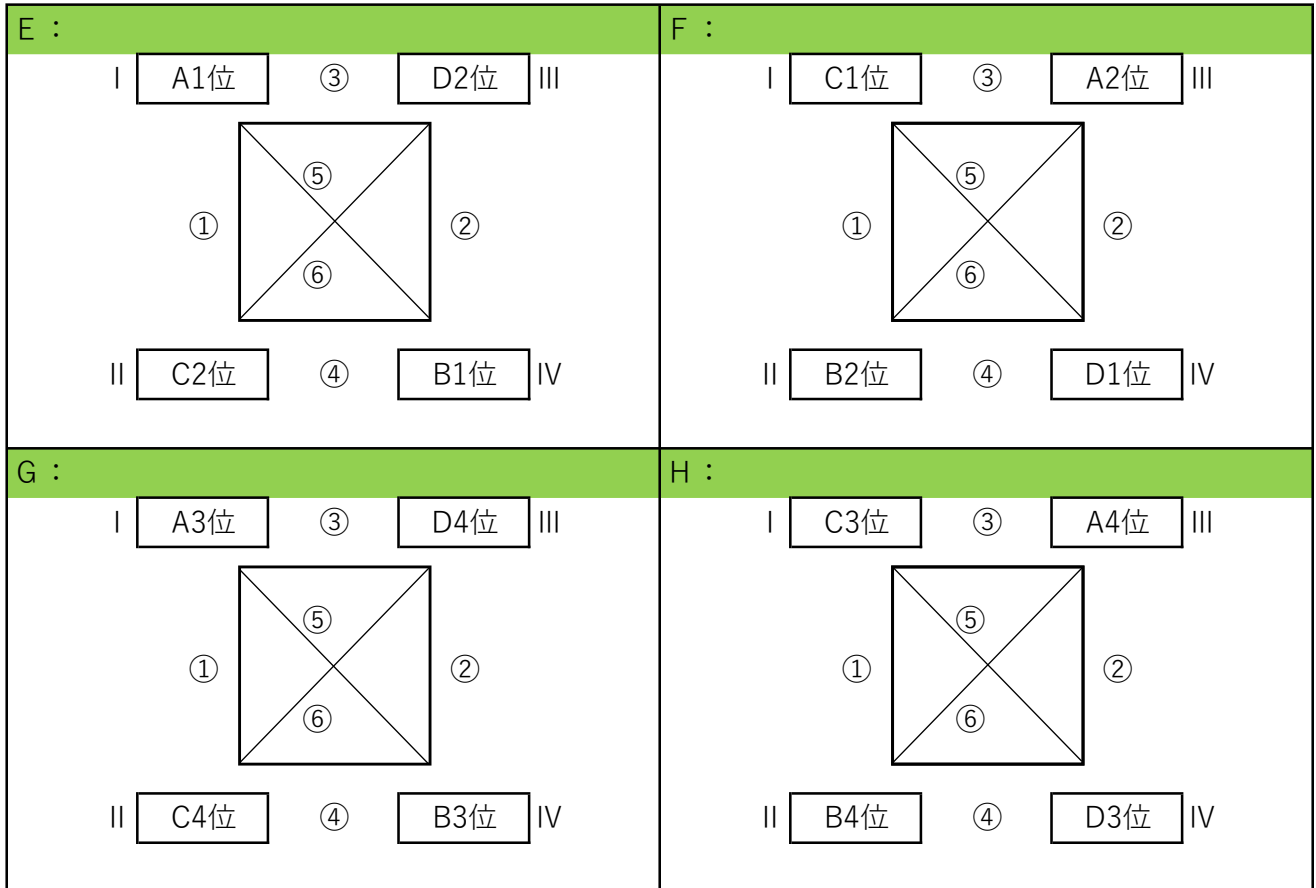 E：
I A1位 ③ D2位 III
⑤
① ②
⑥
II C2位 ④ B1位 IV
F：
I C1位 ③ A2位 III
⑤
① ②
⑥
II B2位 ④ D1位 IV
G：
I A3位 ③ D4位 III
⑤
① ②
⑥
II C4位 ④ B3位 IV
H：
I C3位 ③ A4位 III
⑤
① ②
⑥
II B4位 ④ D3位 IV